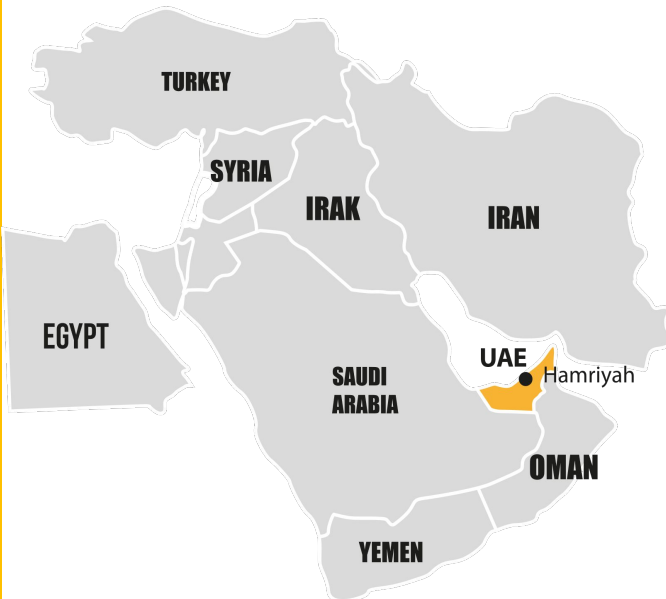 TURKEY
SYRIA
IRAK
IRAN
EGYPT
UAE
Hamriyah
SAUDI
ARABIA
OMAN
YEMEN